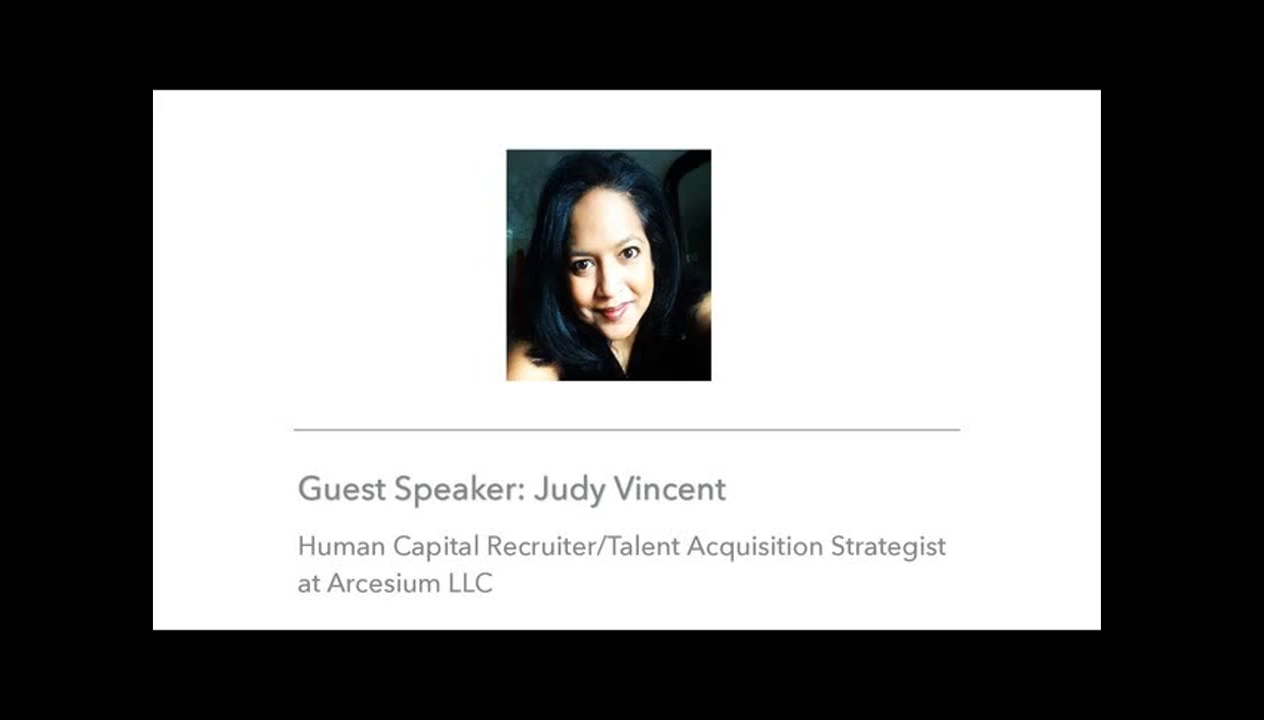 Guest Speaker: Judy Vincent
Human Capital Recruiter/Talent Acquisition Strategist
at Arcesium LLC